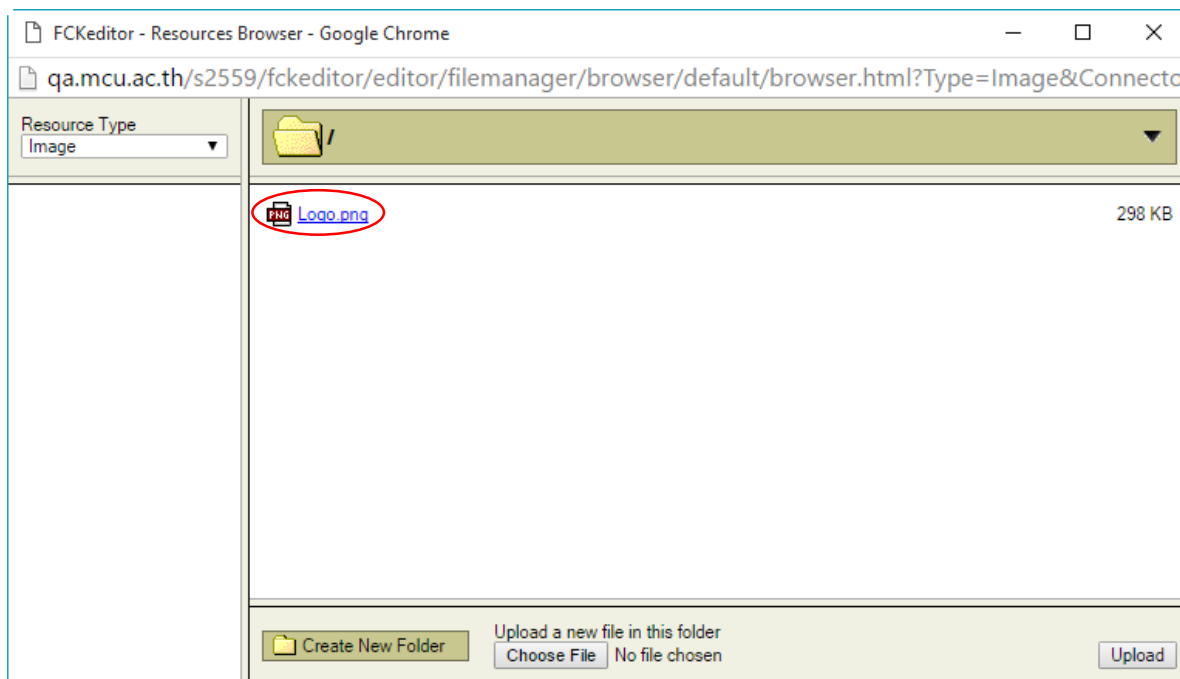 FCKeditor - Resources Browser - Google Chrome
qa.mcu.ac.th/s2559/fckeditor/editor/filemanager/browser/default/browser.html?Type=Image&Connecto
Resource Type
Image
/
PNG Logo.png 298 KB
Create New Folder
Upload a new file in this folder
Choose File No file chosen
Upload